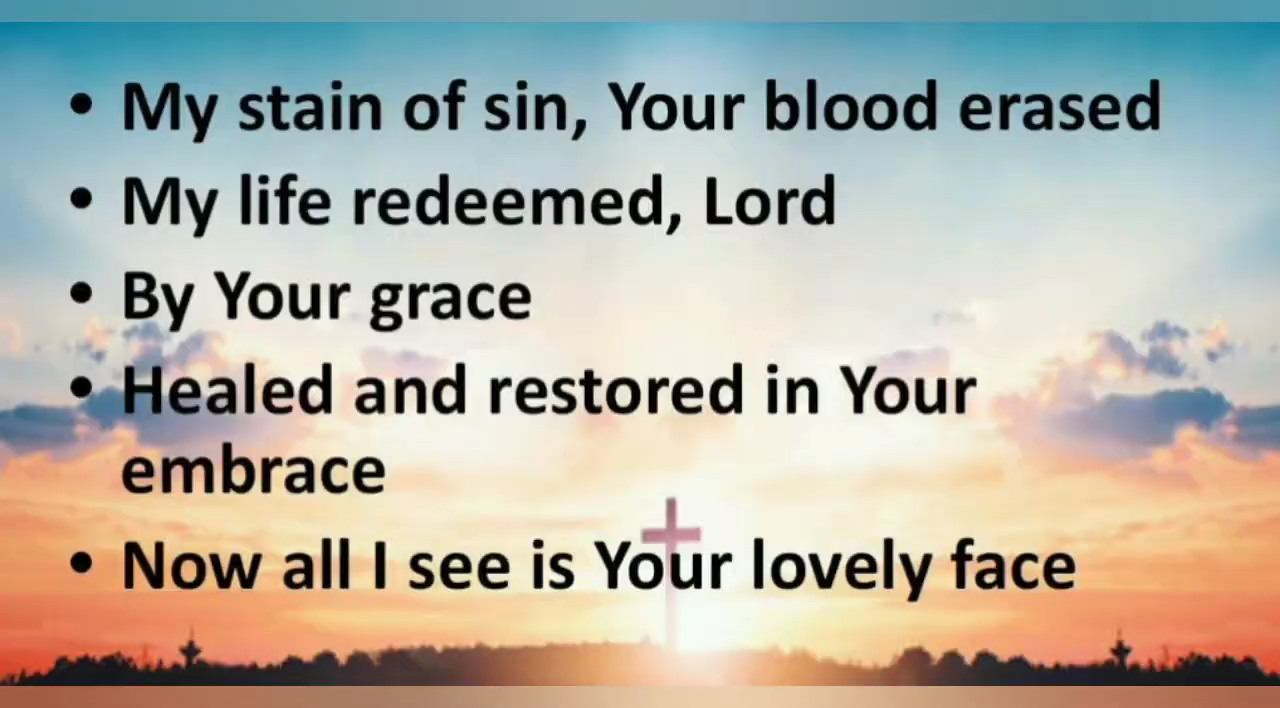 • My stain of sin, Your blood erased
• My life redeemed, Lord
• By Your grace
• Healed and restored in Your
embrace
• Now all I see is Your lovely face